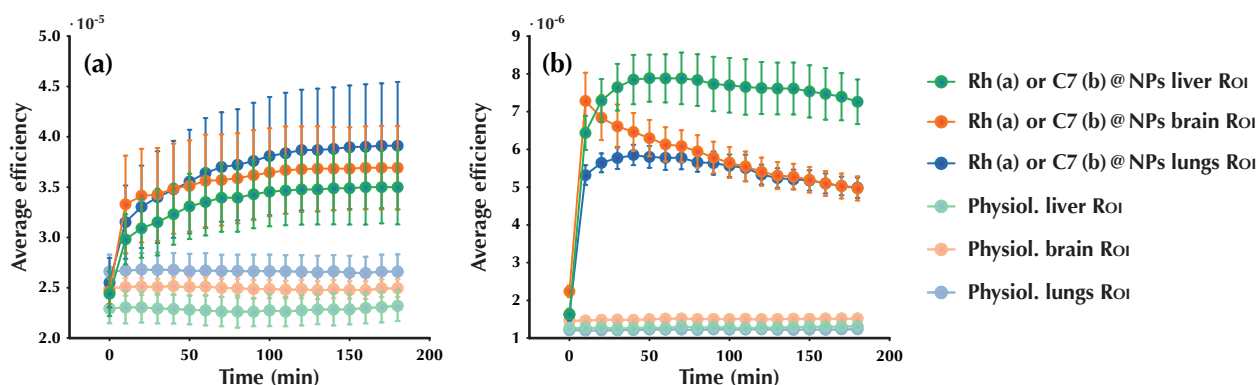 · 10-5
5.0
4.5
4.0
3.5
3.0
2.5
2.0
(a)
Average efficiency
0 50 100 150 200
Time (min)
· 10-6
9
8
7
6
5
4
3
2
1
(b)
Average efficiency
0 50 100 150 200
Time (min)
Rh (a) or C7 (b) @ NPs liver ROI
Rh (a) or C7 (b) @ NPs brain ROI
Rh (a) or C7 (b) @ NPs lungs ROI
Physiol. liver ROI
Physiol. brain ROI
Physiol. lungs ROI